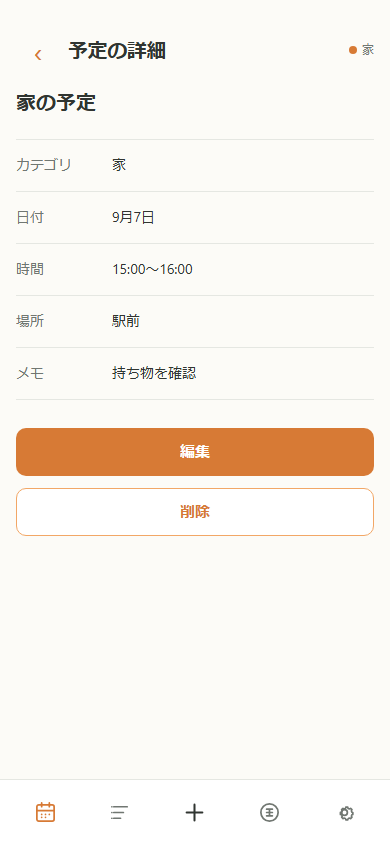 ‹ 予定の詳細 家
家の予定
カテゴリ 家
日付 9月7日
時間 15:00〜16:00
場所 駅前
メモ 持ち物を確認
編集
削除